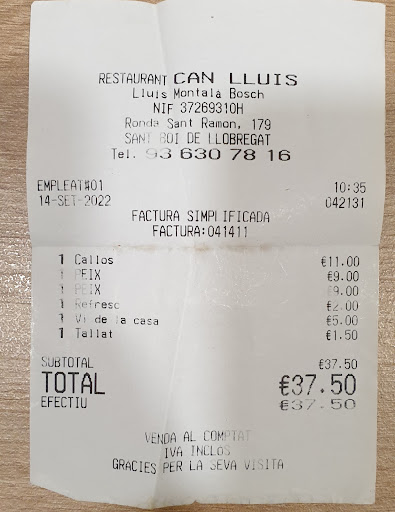 RESTAURANT CAN LLUIS
Lluis Montalà Bosch
NIF 37269310H
Ronda Sant Ramon, 179
SANT BOI DE LLOBREGAT
Tel. 93 630 78 16
EMPLEAT#01 10:35
14-SET-2022 042131
FACTURA SIMPLIFICADA
FACTURA:041411
1 Callos €11.00
1 PEIX €9.00
1 PEIX €9.00
1 Refresc €2.00
1 Vi de la casa €5.00
1 Tallat €1.50
SUBTOTAL €37.50
TOTAL €37.50
EFECTIU €37.50
VENDA AL COMPTAT
IVA INCLOS
GRACIES PER LA SEVA VISITA